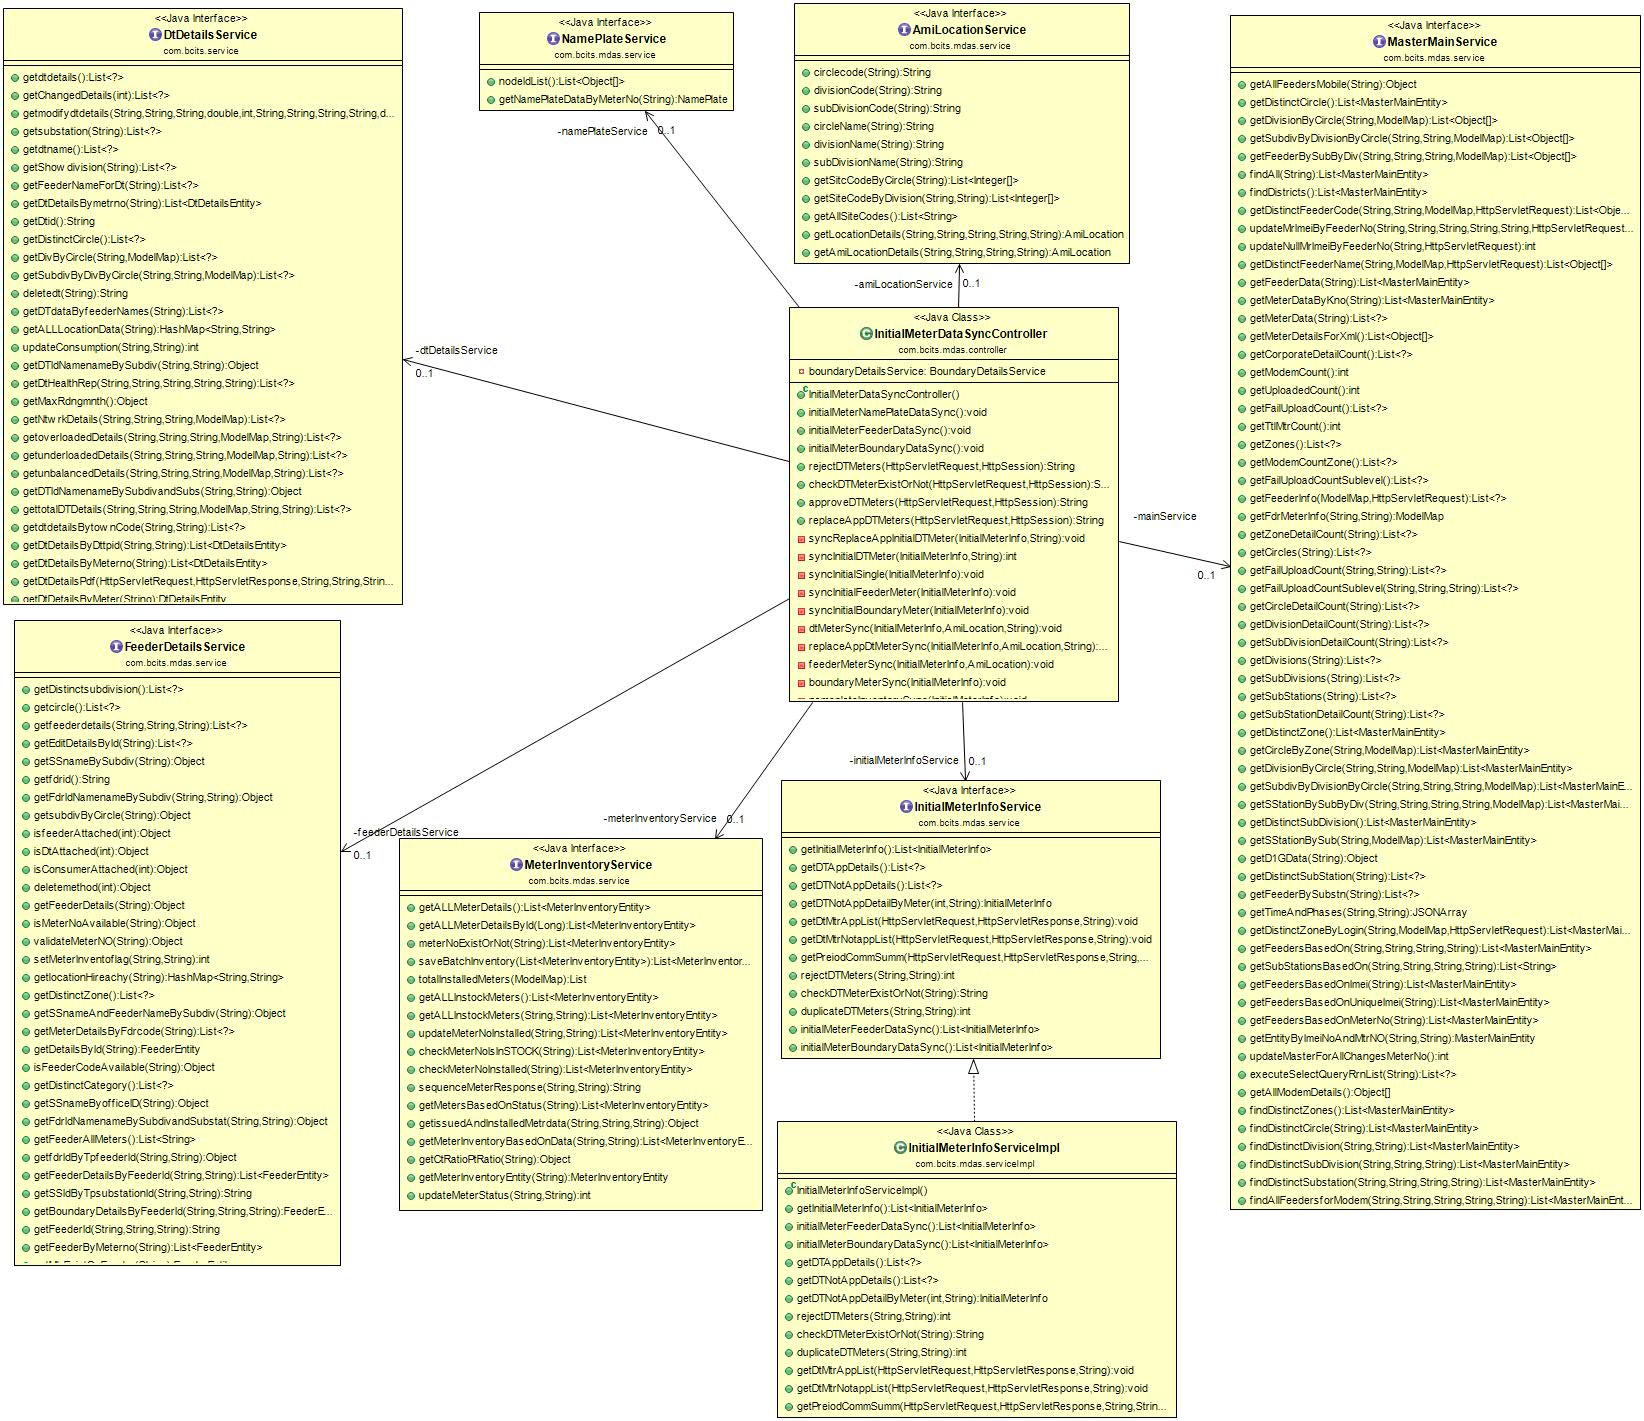 <<Java Interface>>
DtDetailsService
com.bcits.service
getdtdetails():List<?>
getChangedDetails(int):List<?>
getmodifydtdetails(String,String,String,double,int,String,String,String,String,d...
getsubstation(String):List<?>
getdtname():List<?>
getShow division(String):List<?>
getFeederNameForDt(String):List<?>
getDtDetailsBymetrno(String):List<DtDetailsEntity>
getDtid():String
getDistinctCircle():List<?>
getDivByCircle(String,ModelMap):List<?>
getSubdivByDivByCircle(String,String,ModelMap):List<?>
deletedt(String):String
getDTdataByfeederNames(String):List<?>
getALLLocationData(String):HashMap<String,String>
updateConsumption(String,String):int
getDTIdNamenameBySubdiv(String,String):Object
getDtHealthRep(String,String,String,String,String):List<?>
getMaxRdngmnth():Object
getNtwrkDetails(String,String,String,ModelMap):List<?>
getoverloadedDetails(String,String,String,ModelMap,String):List<?>
getunderloadedDetails(String,String,String,ModelMap,String):List<?>
getunbalancedDetails(String,String,String,ModelMap,String):List<?>
getDTIdNamenameBySubdivandSubs(String,String):Object
gettotalDTDetails(String,String,String,ModelMap,String,String):List<?>
getdtdetailsBytownCode(String,String):List<?>
getDtDetailsByDttpid(String,String):List<DtDetailsEntity>
getDtDetailsByMeterno(String):List<DtDetailsEntity>
getDtDetailsPdf(HttpServletRequest,HttpServletResponse,String,String,Strin...
getDtDetailsByMeter(String):DtDetailsEntity
<<Java Interface>>
NamePlateService
com.bcits.mdas.service
nodeIdList():List<Object[]>
getNamePlateDataByMeterNo(String):NamePlate
-namePlateService
0..1
<<Java Interface>>
AmiLocationService
com.bcits.mdas.service
circlecode(String):String
divisionCode(String):String
subDivisionCode(String):String
circleName(String):String
divisionName(String):String
subDivisionName(String):String
getSitcCodeByCircle(String):List<Integer[]>
getSiteCodeByDivision(String,String):List<Integer[]>
getAllSiteCodes():List<String>
getLocationDetails(String,String,String,String,String):AmiLocation
getAmiLocationDetails(String,String,String,String):AmiLocation
-amiLocationService
0..1
<<Java Class>>
InitialMeterDataSyncController
com.bcits.mdas.controller
boundaryDetailsService: BoundaryDetailsService
InitialMeterDataSyncController()
initialMeterNamePlateDataSync():void
initialMeterFeederDataSync():void
initialMeterBoundaryDataSync():void
rejectDTMeters(HttpServletRequest,HttpSession):String
checkDTMeterExistOrNot(HttpServletRequest,HttpSession):S...
approveDTMeters(HttpServletRequest,HttpSession):String
replaceAppDTMeters(HttpServletRequest,HttpSession):String
syncReplaceAppInitialDTMeter(InitialMeterInfo,String):void
syncInitialDTMeter(InitialMeterInfo,String):int
syncInitialSingle(InitialMeterInfo):void
syncInitialFeederMeter(InitialMeterInfo):void
syncInitialBoundaryMeter(InitialMeterInfo):void
dtMeterSync(InitialMeterInfo,AmiLocation,String):void
replaceAppDtMeterSync(InitialMeterInfo,AmiLocation,String):...
feederMeterSync(InitialMeterInfo,AmiLocation):void
boundaryMeterSync(InitialMeterInfo):void
-dtDetailsService
0..1
-mainService
0..1
<<Java Interface>>
MasterMainService
com.bcits.mdas.service
getAllFeedersMobile(String):Object
getDistinctCircle():List<MasterMainEntity>
getDivisionByCircle(String,ModelMap):List<Object[]>
getSubdivByDivisionByCircle(String,String,ModelMap):List<Object[]>
getFeederBySubByDiv(String,String,String,ModelMap):List<Object[]>
findAll(String):List<MasterMainEntity>
findDistricts():List<MasterMainEntity>
getDistinctFeederCode(String,String,ModelMap,HttpServletRequest):List<Obje...
updateMrImeiByFeederNo(String,String,String,String,String,HttpServletRequest...
updateNullMrImeiByFeederNo(String,HttpServletRequest):int
getDistinctFeederName(String,ModelMap,HttpServletRequest):List<Object[]>
getFeederData(String):List<MasterMainEntity>
getMeterDataByKno(String):List<MasterMainEntity>
getMeterData(String):List<?>
getMeterDetailsForXml():List<Object[]>
getCorporateDetailCount():List<?>
getModemCount():int
getUploadedCount():int
getFailUploadCount():List<?>
getTtlMtrCount():int
getZones():List<?>
getModemCountZone():List<?>
getFailUploadCountSublevel():List<?>
getFeederInfo(ModelMap,HttpServletRequest):List<?>
getFdrMeterInfo(String,String):ModelMap
getZoneDetailCount(String):List<?>
getCircles(String):List<?>
getFailUploadCount(String,String):List<?>
getFailUploadCountSublevel(String,String,String):List<?>
getCircleDetailCount(String):List<?>
getDivisionDetailCount(String):List<?>
getSubDivisionDetailCount(String):List<?>
getDivisions(String):List<?>
getSubDivisions(String):List<?>
getSubStations(String):List<?>
getSubStationDetailCount(String):List<?>
getDistinctZone():List<MasterMainEntity>
getCircleByZone(String,ModelMap):List<MasterMainEntity>
getDivisionByCircle(String,String,ModelMap):List<MasterMainEntity>
getSubdivByDivisionByCircle(String,String,String,ModelMap):List<MasterMainE...
getSStationBySubByDiv(String,String,String,String,ModelMap):List<MasterMai...
getDistinctSubDivision():List<MasterMainEntity>
getSStationBySub(String,ModelMap):List<MasterMainEntity>
getD1GData(String):Object
getDistinctSubStation(String):List<?>
getFeederBySubstn(String):List<?>
getTimeAndPhases(String,String):JSONArray
getDistinctZoneByLogin(String,ModelMap,HttpServletRequest):List<MasterMai...
getFeedersBasedOn(String,String,String,String):List<MasterMainEntity>
getSubStationsBasedOn(String,String,String,String):List<String>
getFeedersBasedOnImei(String):List<MasterMainEntity>
getFeedersBasedOnUniqueImei(String):List<MasterMainEntity>
getFeedersBasedOnMeterNo(String):List<MasterMainEntity>
getEntityByImeiNoAndMtrNO(String,String):MasterMainEntity
updateMasterForAllChangesMeterNo():int
executeSelectQueryRrnList(String):List<?>
getAllModemDetails():Object[]
findDistinctZones():List<MasterMainEntity>
findDistinctCircle(String):List<MasterMainEntity>
findDistinctDivision(String,String):List<MasterMainEntity>
findDistinctSubDivision(String,String,String):List<MasterMainEntity>
findDistinctSubstation(String,String,String,String):List<MasterMainEntity>
findAllFeedersforModem(String,String,String,String,String):List<MasterMainEnt...
<<Java Interface>>
FeederDetailsService
com.bcits.mdas.service
getDistinctsubdivision():List<?>
getcircle():List<?>
getfeederdetails(String,String,String):List<?>
getEditDetailsById(String):List<?>
getSSnameBySubdiv(String):Object
getfdrid():String
getFdrIdNamenameBySubdiv(String,String):Object
getsubdivByCircle(String):Object
isfeederAttached(int):Object
isDtAttached(int):Object
isConsumerAttached(int):Object
deletemethod(int):Object
getFeederDetails(String):Object
isMeterNoAvailable(String):Object
validateMeterNO(String):Object
setMeterInventoflag(String,String):int
getlocationHireachy(String):HashMap<String,String>
getDistinctZone():List<?>
getSSnameAndFeederNameBySubdiv(String):Object
getMeterDetailsByFdrcode(String):List<?>
getDetailsById(String):FeederEntity
isFeederCodeAvailable(String):Object
getDistinctCategory():List<?>
getSSnameByofficeID(String):Object
getFdrIdNamenameBySubdivandSubstat(String,String):Object
getFeederAllMeters():List<String>
getfdrIdByTpfeederId(String,String):Object
getFeederDetailsByFeederId(String,String):List<FeederEntity>
getSSIdByTpsubstationId(String,String):String
getBoundaryDetailsByFeederId(String,String,String):FeederE...
getFeederId(String,String,String):String
getFeederByMeterno(String):List<FeederEntity>
-feederDetailsService
0..1
-meterInventoryService
0..1
<<Java Interface>>
MeterInventoryService
com.bcits.mdas.service
getALLMeterDetails():List<MeterInventoryEntity>
getALLMeterDetailsById(Long):List<MeterInventoryEntity>
meterNoExistOrNot(String):List<MeterInventoryEntity>
saveBatchInventory(List<MeterInventoryEntity>):List<MeterInventor...
totalInstalledMeters(ModelMap):List
getALLInstockMeters():List<MeterInventoryEntity>
getALLInstockMeters(String,String):List<MeterInventoryEntity>
updateMeterNoInstalled(String,String):List<MeterInventoryEntity>
checkMeterNoIsInSTOCK(String):List<MeterInventoryEntity>
checkMeterNoInstalled(String):List<MeterInventoryEntity>
sequenceMeterResponse(String,String):String
getMetersBasedOnStatus(String):List<MeterInventoryEntity>
getissuedAndInstalledMetrdata(String,String,String):Object
getMeterInventoryBasedOnData(String,String):List<MeterInventoryE...
getCtRatioPtRatio(String):Object
getMeterInventoryEntity(String):MeterInventoryEntity
updateMeterStatus(String,String):int
-initialMeterInfoService
0..1
<<Java Interface>>
InitialMeterInfoService
com.bcits.mdas.service
getInitialMeterInfo():List<InitialMeterInfo>
getDTAppDetails():List<?>
getDTNotAppDetails():List<?>
getDTNotAppDetailByMeter(int,String):InitialMeterInfo
getDtMtrAppList(HttpServletRequest,HttpServletResponse,String):void
getDtMtrNotappList(HttpServletRequest,HttpServletResponse,String):void
getPreiodCommSumm(HttpServletRequest,HttpServletResponse,String,...
rejectDTMeters(String,String):int
checkDTMeterExistOrNot(String):String
duplicateDTMeters(String,String):int
initialMeterFeederDataSync():List<InitialMeterInfo>
initialMeterBoundaryDataSync():List<InitialMeterInfo>
<<Java Class>>
InitialMeterInfoServiceImpl
com.bcits.mdas.serviceImpl
InitialMeterInfoServiceImpl()
getInitialMeterInfo():List<InitialMeterInfo>
initialMeterFeederDataSync():List<InitialMeterInfo>
initialMeterBoundaryDataSync():List<InitialMeterInfo>
getDTAppDetails():List<?>
getDTNotAppDetails():List<?>
getDTNotAppDetailByMeter(int,String):InitialMeterInfo
rejectDTMeters(String,String):int
checkDTMeterExistOrNot(String):String
duplicateDTMeters(String,String):int
getDtMtrAppList(HttpServletRequest,HttpServletResponse,String):void
getDtMtrNotappList(HttpServletRequest,HttpServletResponse,String):void
getPreiodCommSumm(HttpServletRequest,HttpServletResponse,String,Strin...